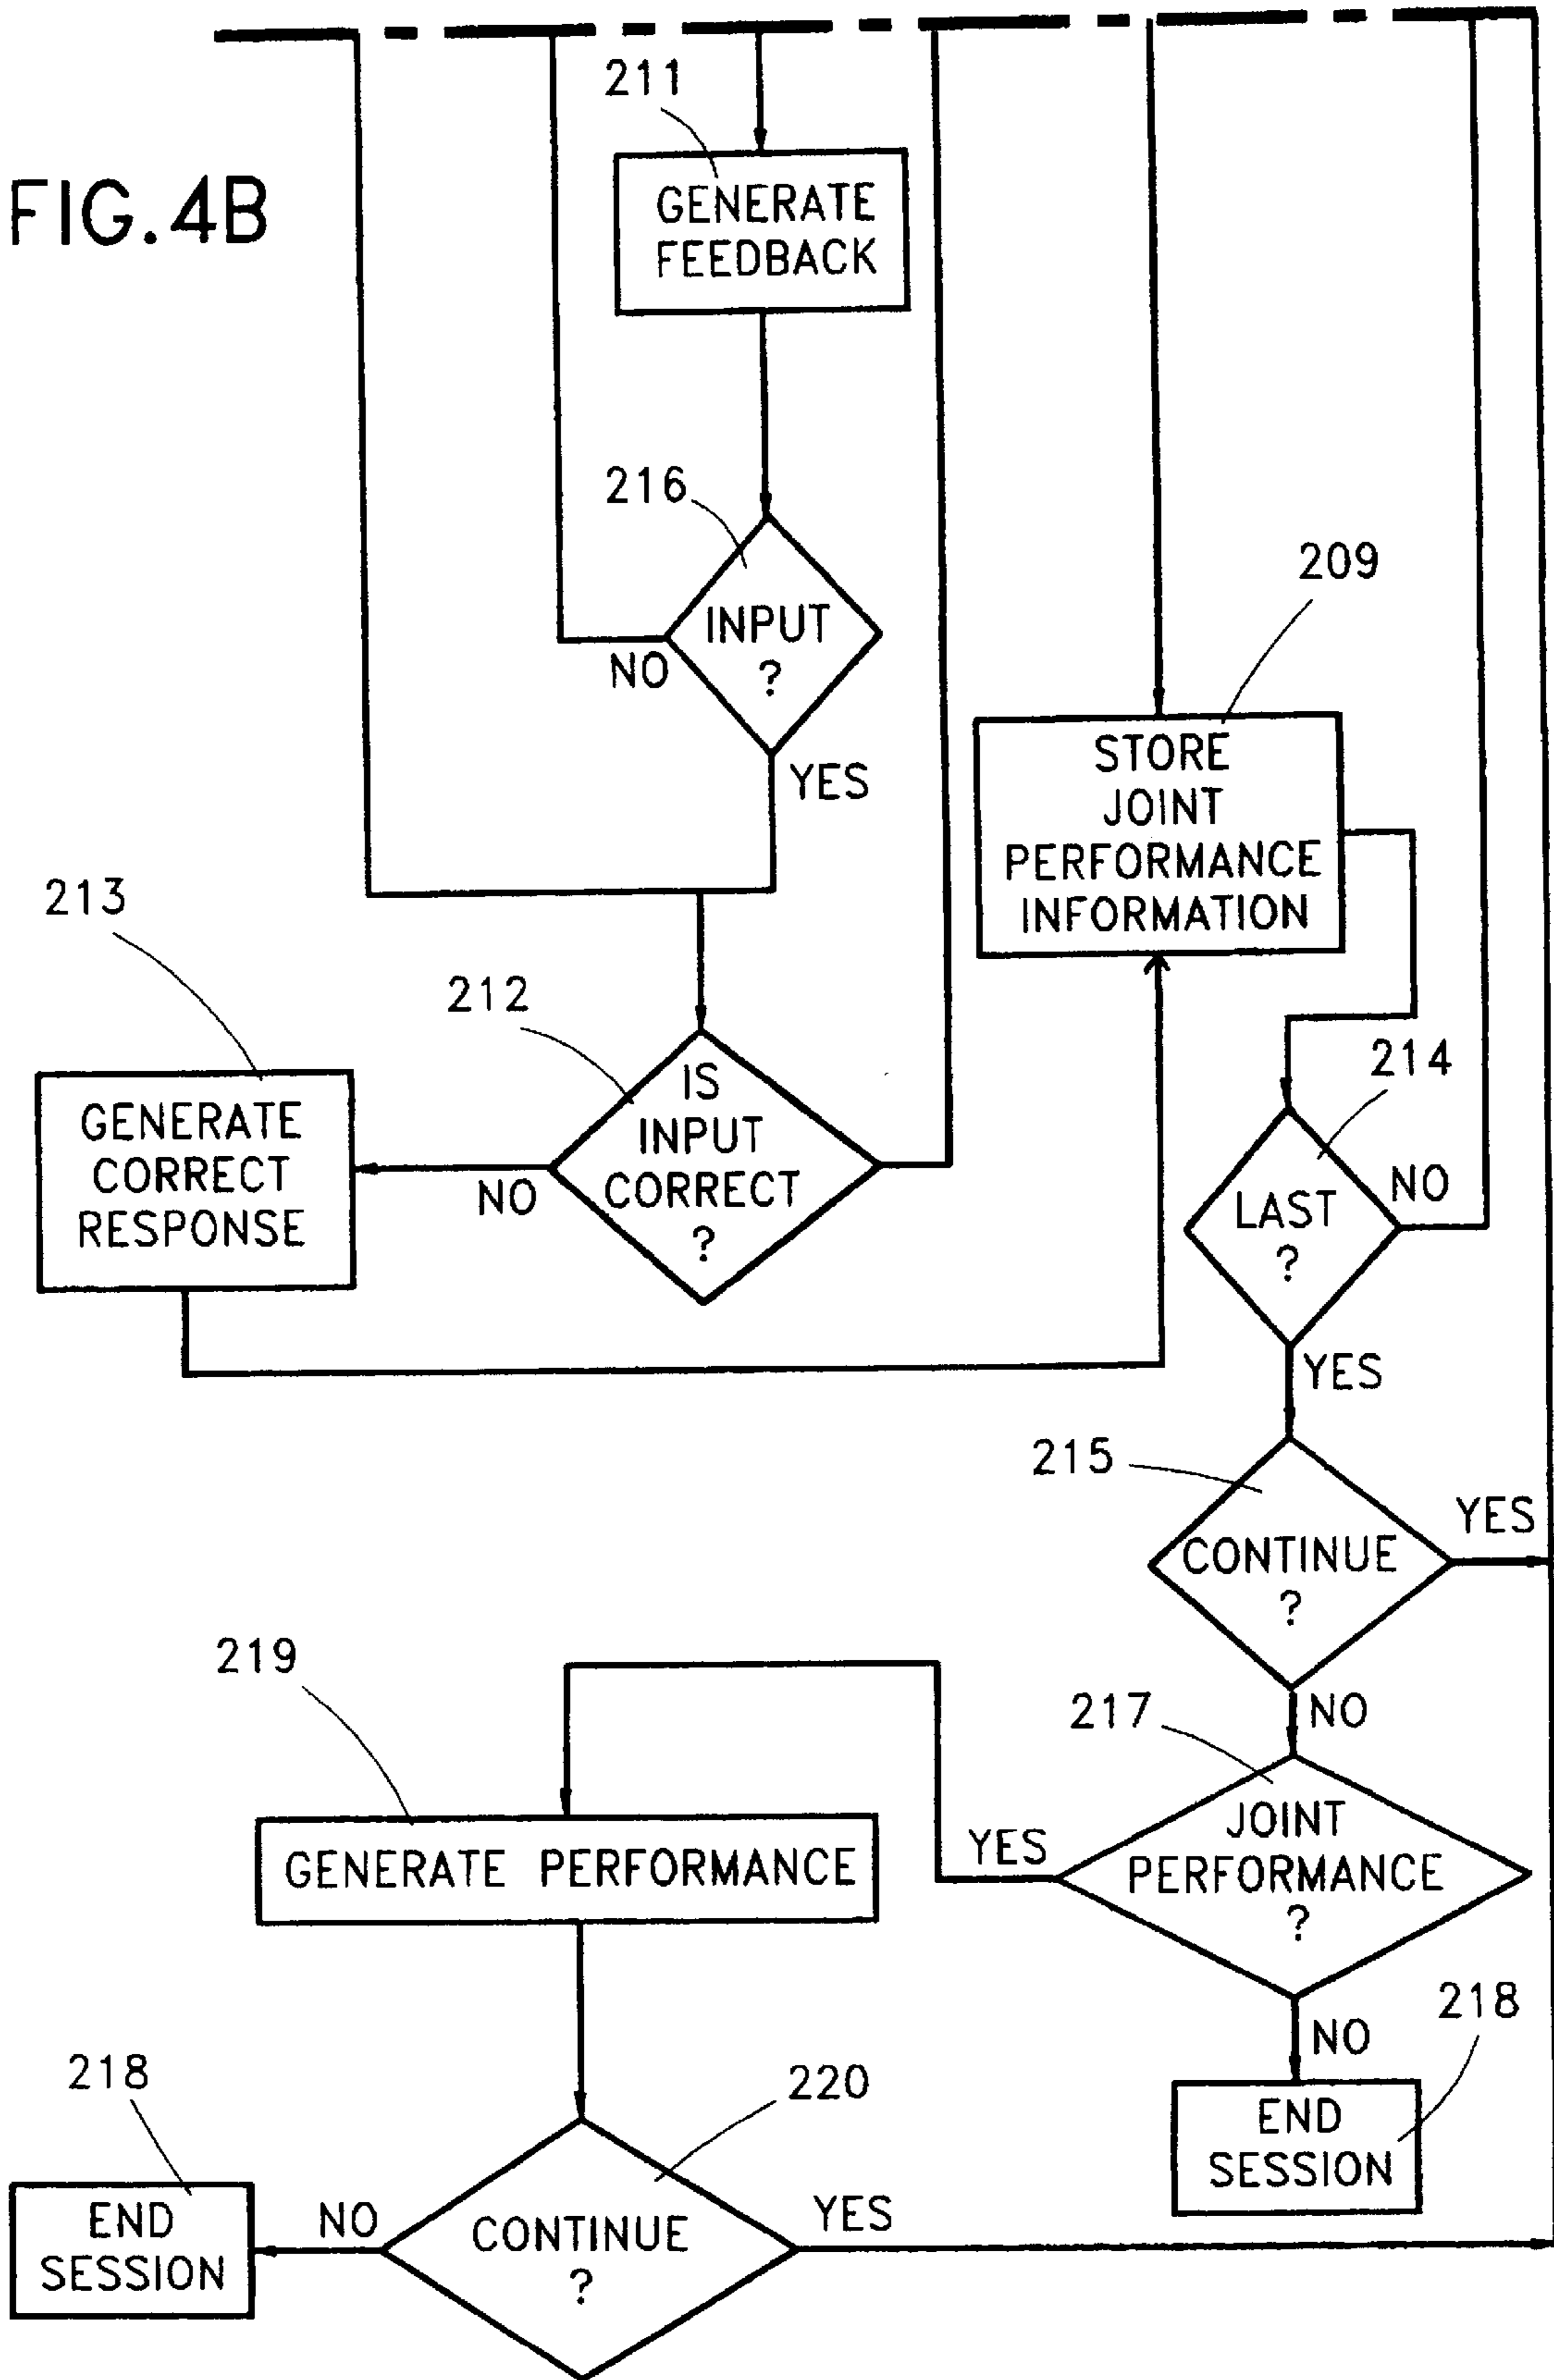 FIG.4B
211
GENERATE
FEEDBACK
216
INPUT
?
NO
YES
209
STORE
JOINT
PERFORMANCE
INFORMATION
213
GENERATE
CORRECT
RESPONSE
212
IS
INPUT
CORRECT
?
NO
214
LAST
?
NO
YES
215
CONTINUE
?
YES
NO
217
JOINT
PERFORMANCE
?
YES
NO
219
GENERATE PERFORMANCE
218
END
SESSION
220
CONTINUE
?
NO
YES
218
END
SESSION